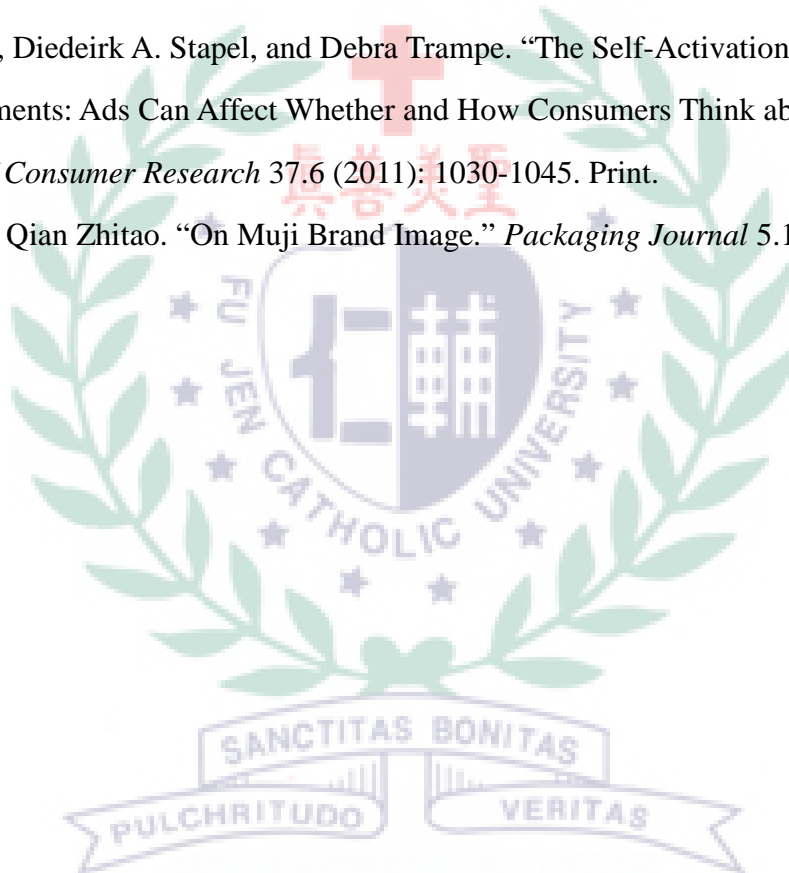 , Diedeirk A. Stapel, and Debra Trampe. “The Self-Activation
ments: Ads Can Affect Whether and How Consumers Think ab
Consumer Research 37.6 (2011): 1030-1045. Print.
Qian Zhitao. “On Muji Brand Image.” Packaging Journal 5.1
真善美聖
FU JEN CATHOLIC UNIVERSITY
輔仁
SANCTITAS BONITAS
PULCHRITUDO VERITAS